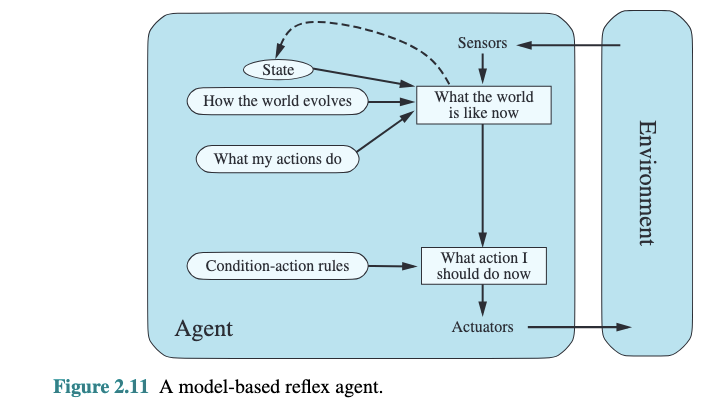 Sensors
State
How the world evolves
What the world
is like now
What my actions do
Environment
Condition-action rules
What action I
should do now
Agent
Actuators
Figure 2.11 A model-based reflex agent.